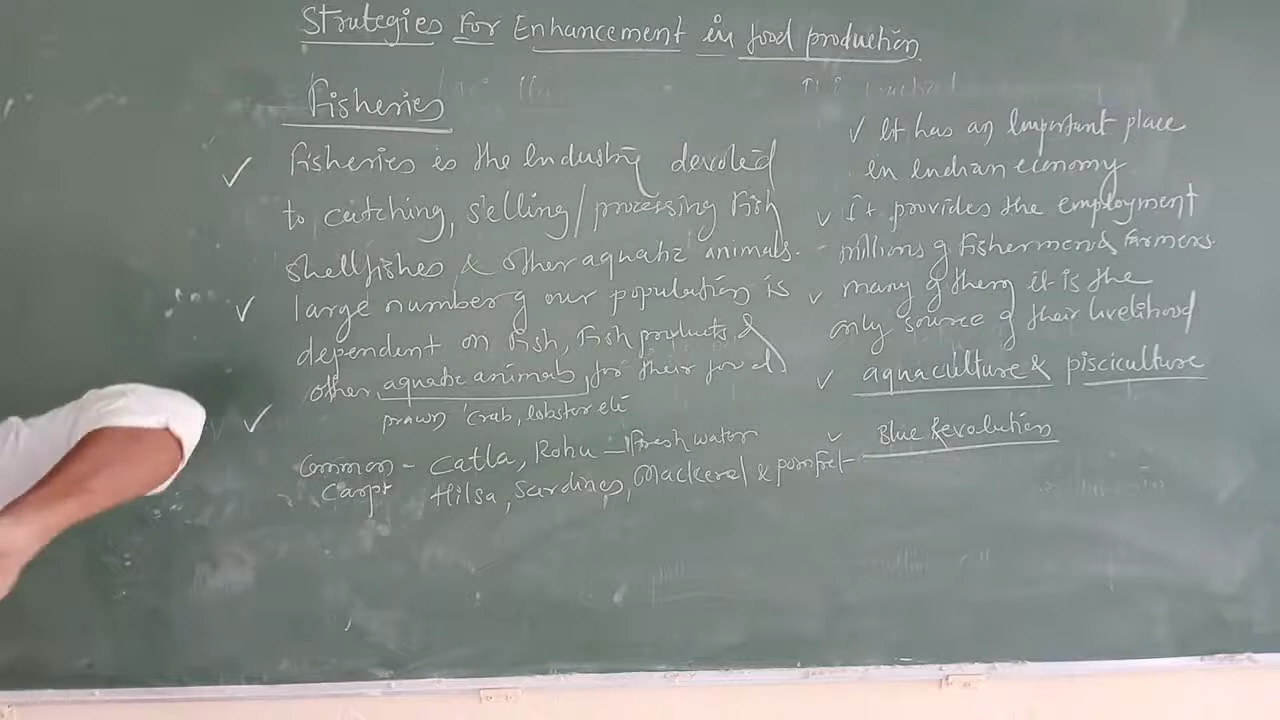 Strategies for Enhancement in food production
Fisheries
✓ Fisheries is the Industry devoted
to catching, selling/processing Fish
shellfishes & other aquatic animals.
✓ large number of our population is
dependent on Fish, Fish products &
other aquatic animals, for their food
✓ prawn, crab, lobster etc
Common - Catla, Rohu - Fresh water
Carp Hilsa, Sardines, Mackerel & pomfret -
✓ It has an Important place
in Indian economy
✓ It provides the employment
- millions of Fishermen & Farmers.
✓ many of them it is the
only source of their livelihood
✓ aquaculture & pisciculture
✓ Blue Revolution